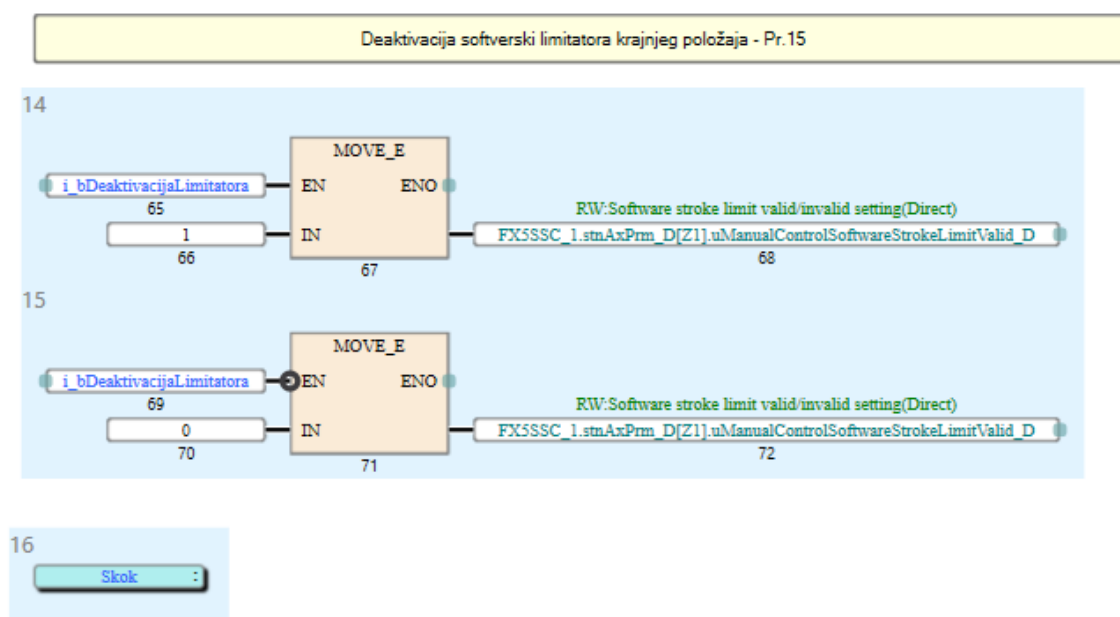 Deaktivacija softverski limitatora krajnjeg položaja - Pr.15
14
MOVE_E
i_bDeaktivacijaLimitatora EN ENO
65
RW:Software stroke limit valid/invalid setting(Direct)
1 IN FX5SSC_1.stnAxPrm_D[Z1].uManualControlSoftwareStrokeLimitValid_D
66
67
68
15
MOVE_E
i_bDeaktivacijaLimitatora EN ENO
69
RW:Software stroke limit valid/invalid setting(Direct)
0 IN FX5SSC_1.stnAxPrm_D[Z1].uManualControlSoftwareStrokeLimitValid_D
70
71
72
16
Skok :